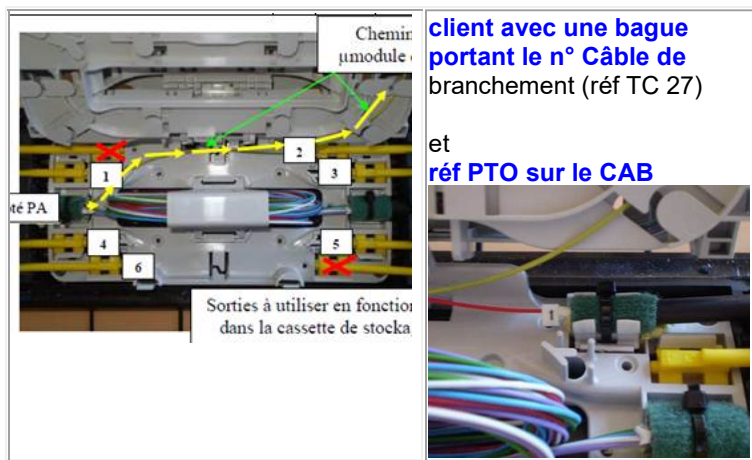 Chemin
µmodule
1
2
3
té PA
4
5
6
Sorties à utiliser en fonction
dans la cassette de stocka
client avec une bague
portant le n° Câble de
branchement (réf TC 27)
et
réf PTO sur le CAB
1